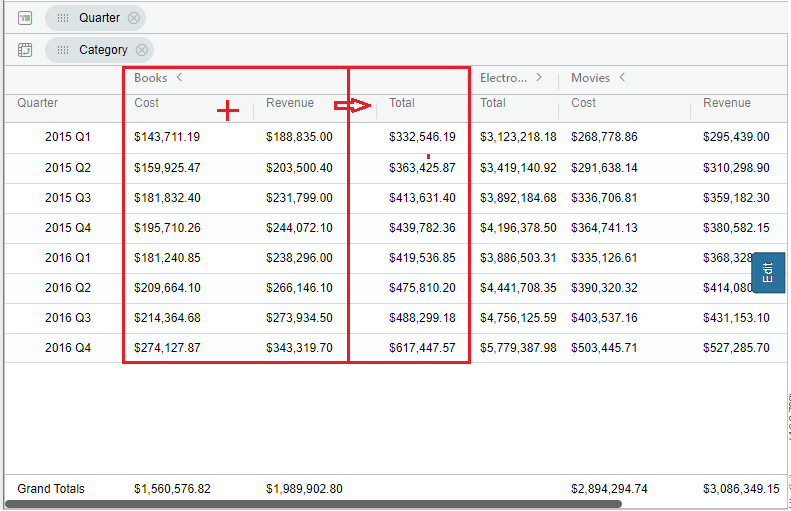 Quarter
Category
Books Electro... Movies
Quarter Cost Revenue Total Total Cost Revenue
2015 Q1 $143,711.19 $188,835.00 $332,546.19 $3,123,218.18 $268,778.86 $295,439.00
2015 Q2 $159,925.47 $203,500.40 $363,425.87 $3,419,140.92 $291,638.14 $310,298.90
2015 Q3 $181,832.40 $231,799.00 $413,631.40 $3,892,184.68 $336,706.81 $359,182.30
2015 Q4 $195,710.26 $244,072.10 $439,782.36 $4,196,378.50 $364,741.13 $380,582.15
2016 Q1 $181,240.85 $238,296.00 $419,536.85 $3,886,503.31 $335,126.61 $368,328
Edit
2016 Q2 $209,664.10 $266,146.10 $475,810.20 $4,441,708.35 $390,320.32 $414,080
2016 Q3 $214,364.68 $273,934.50 $488,299.18 $4,756,125.59 $403,537.16 $431,153.10
2016 Q4 $274,127.87 $343,319.70 $617,447.57 $5,779,387.98 $503,445.71 $527,285.70
Grand Totals $1,560,576.82 $1,989,902.80 $2,894,294.74 $3,086,349.15